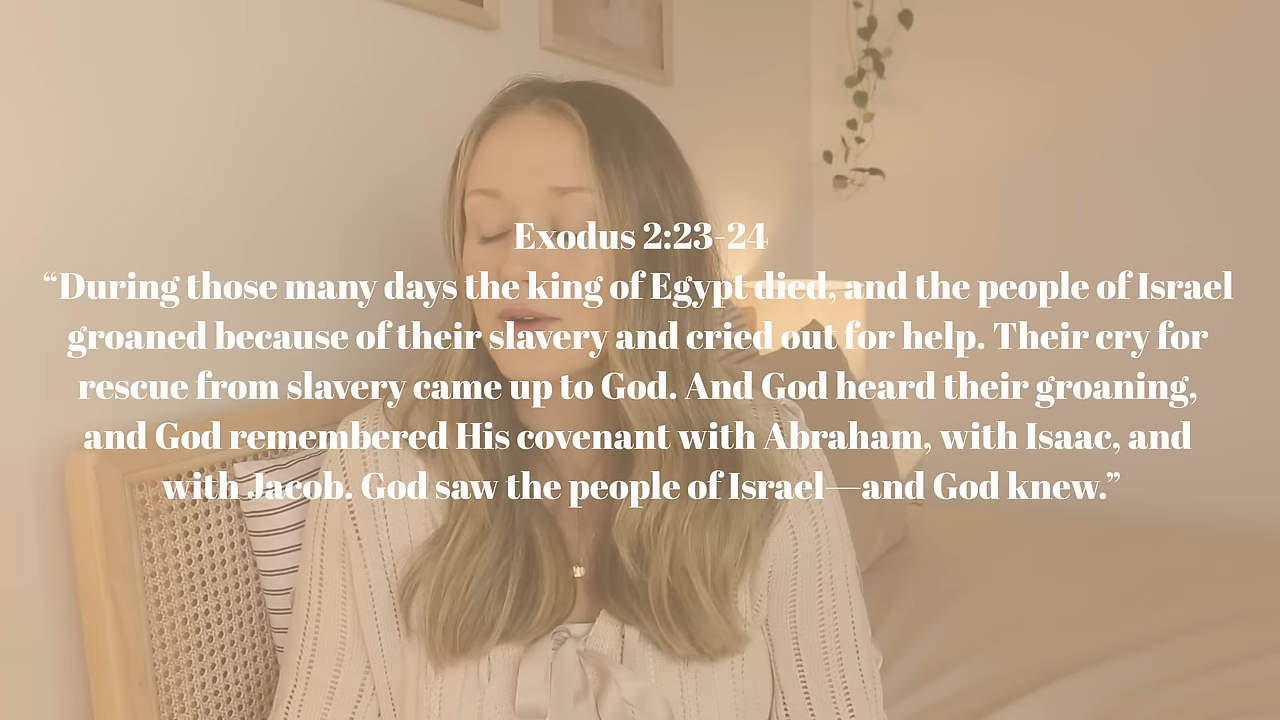 Exodus 2:23-24
“During those many days the king of Egypt died, and the people of Israel
groaned because of their slavery and cried out for help. Their cry for
rescue from slavery came up to God. And God heard their groaning,
and God remembered His covenant with Abraham, with Isaac, and
with Jacob. God saw the people of Israel—and God knew.”